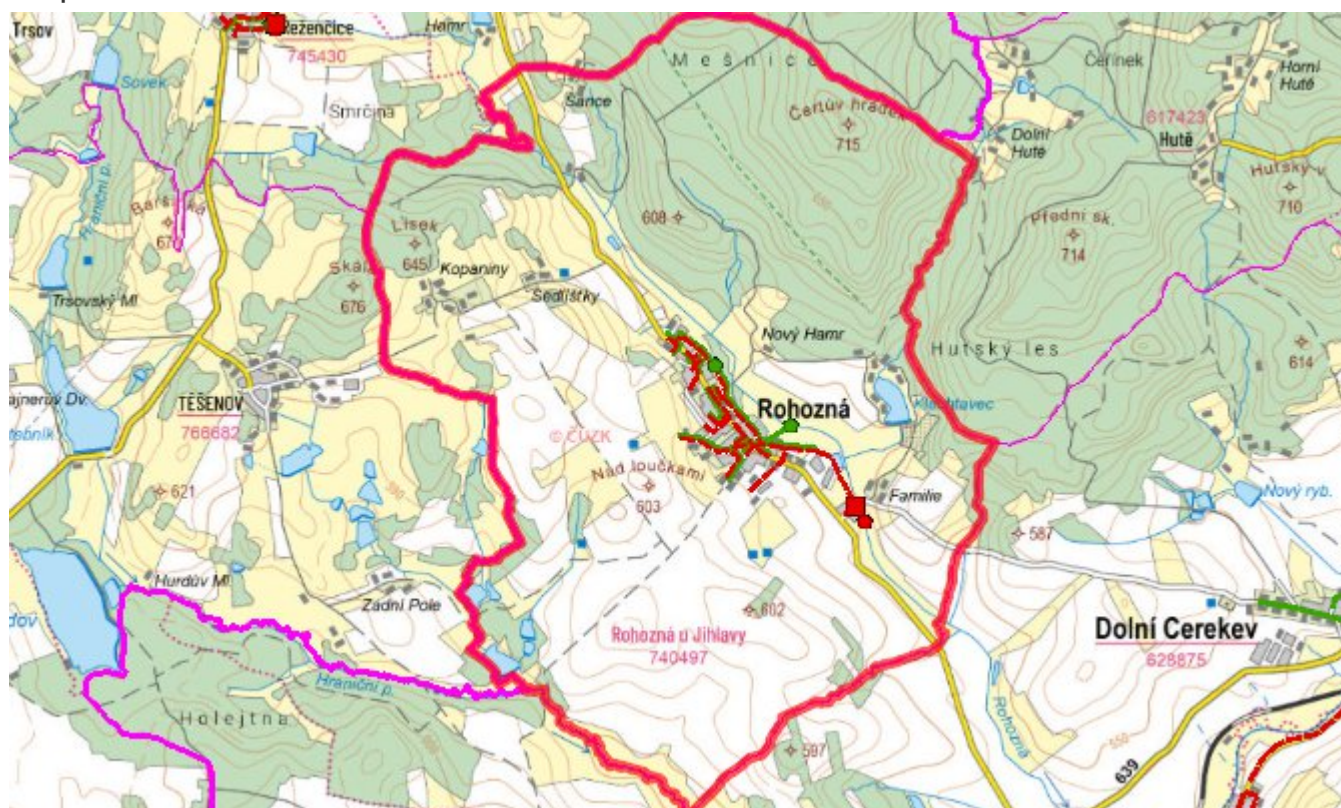 Trsov
Řeženčice
745430
Hamr
Mešnice
Čeřínek
Horní
Hutě
Sovek
Smrčina
Šance
Čertův hrádek
715
Dolní
Hutě
617423
Hutě
Hutský v.
710
Hraniční p.
Lísek
645
608
Přední sk.
714
676
Kopaniny
Sedlíšťky
Trsovský Ml.
Nový Hamr
Hutský les
614
TĚŠENOV
766682
Rohozná
© ČÚZK
Nad loučkami
603
621
Familie
Nový ryb.
587
Hurdův Ml.
Zadní Pole
602
Rohozná u Jihlavy
740497
Dolní Cerekev
628875
Hraniční p.
Holejtna
Rohozná
597
639